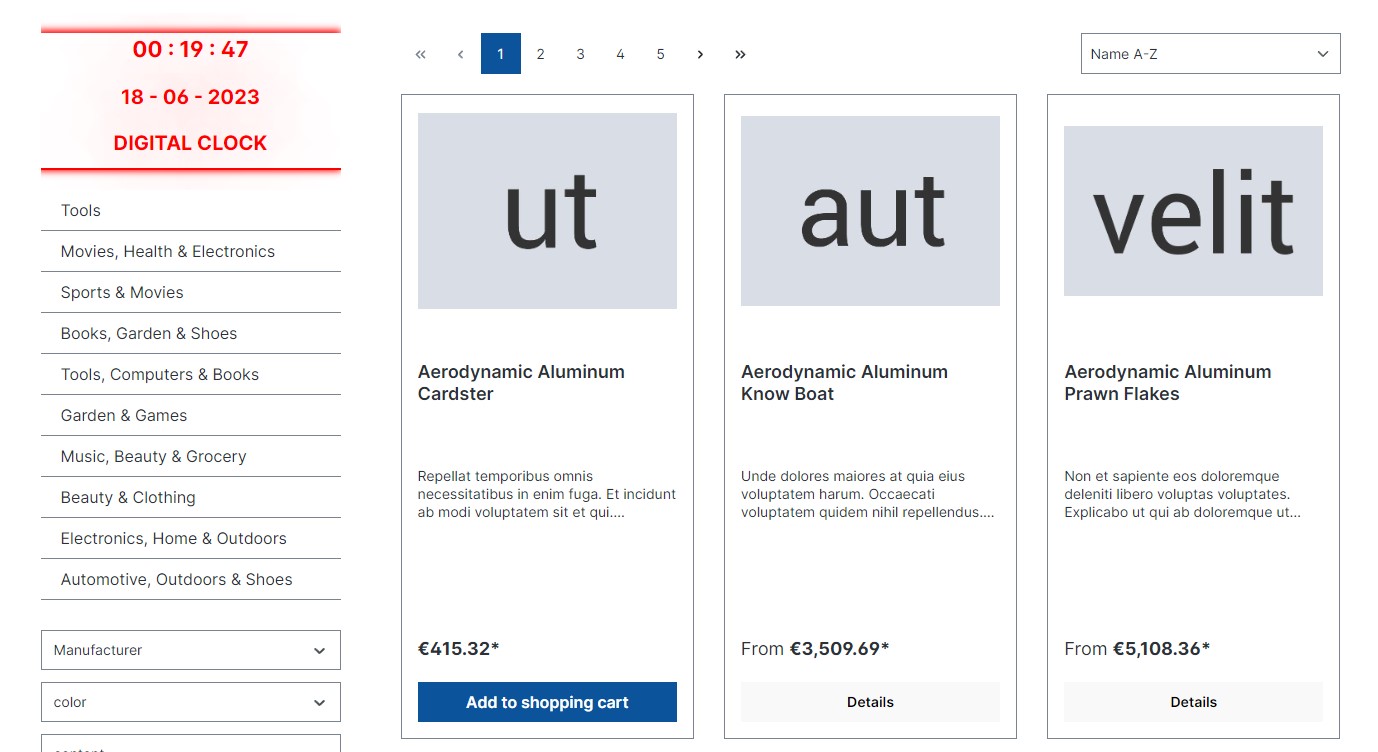 00 : 19 : 47
18 - 06 - 2023
DIGITAL CLOCK
Tools
Movies, Health & Electronics
Sports & Movies
Books, Garden & Shoes
Tools, Computers & Books
Garden & Games
Music, Beauty & Grocery
Beauty & Clothing
Electronics, Home & Outdoors
Automotive, Outdoors & Shoes
Manufacturer
color
« ‹ 1 2 3 4 5 › »
Name A-Z
ut
Aerodynamic Aluminum
Cardster
Repellat temporibus omnis
necessitatibus in enim fuga. Et incidunt
ab modi voluptatem sit et qui....
€415.32*
Add to shopping cart
aut
Aerodynamic Aluminum
Know Boat
Unde dolores maiores at quia eius
voluptatem harum. Occaecati
voluptatem quidem nihil repellendus....
From €3,509.69*
Details
velit
Aerodynamic Aluminum
Prawn Flakes
Non et sapiente eos doloremque
deleniti libero voluptas voluptates.
Explicabo ut qui ab doloremque ut...
From €5,108.36*
Details